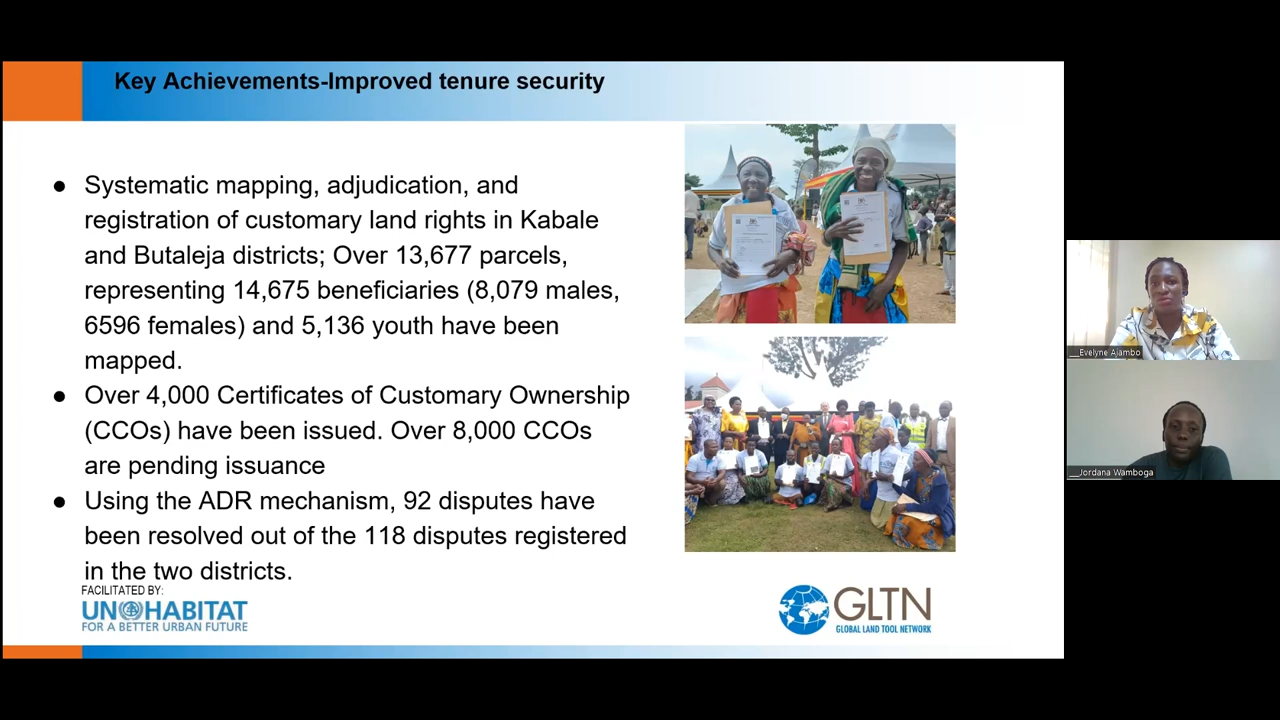 Key Achievements-Improved tenure security
● Systematic mapping, adjudication, and
registration of customary land rights in Kabale
and Butaleja districts; Over 13,677 parcels,
representing 14,675 beneficiaries (8,079 males,
6596 females) and 5,136 youth have been
mapped.
● Over 4,000 Certificates of Customary Ownership
(CCOs) have been issued. Over 8,000 CCOs
are pending issuance
● Using the ADR mechanism, 92 disputes have
been resolved out of the 118 disputes registered
in the two districts.
FACILITATED BY:
UN HABITAT
FOR A BETTER URBAN FUTURE
GLTN
GLOBAL LAND TOOL NETWORK
__Evelyne Ajambo
__Jordana Wamboga